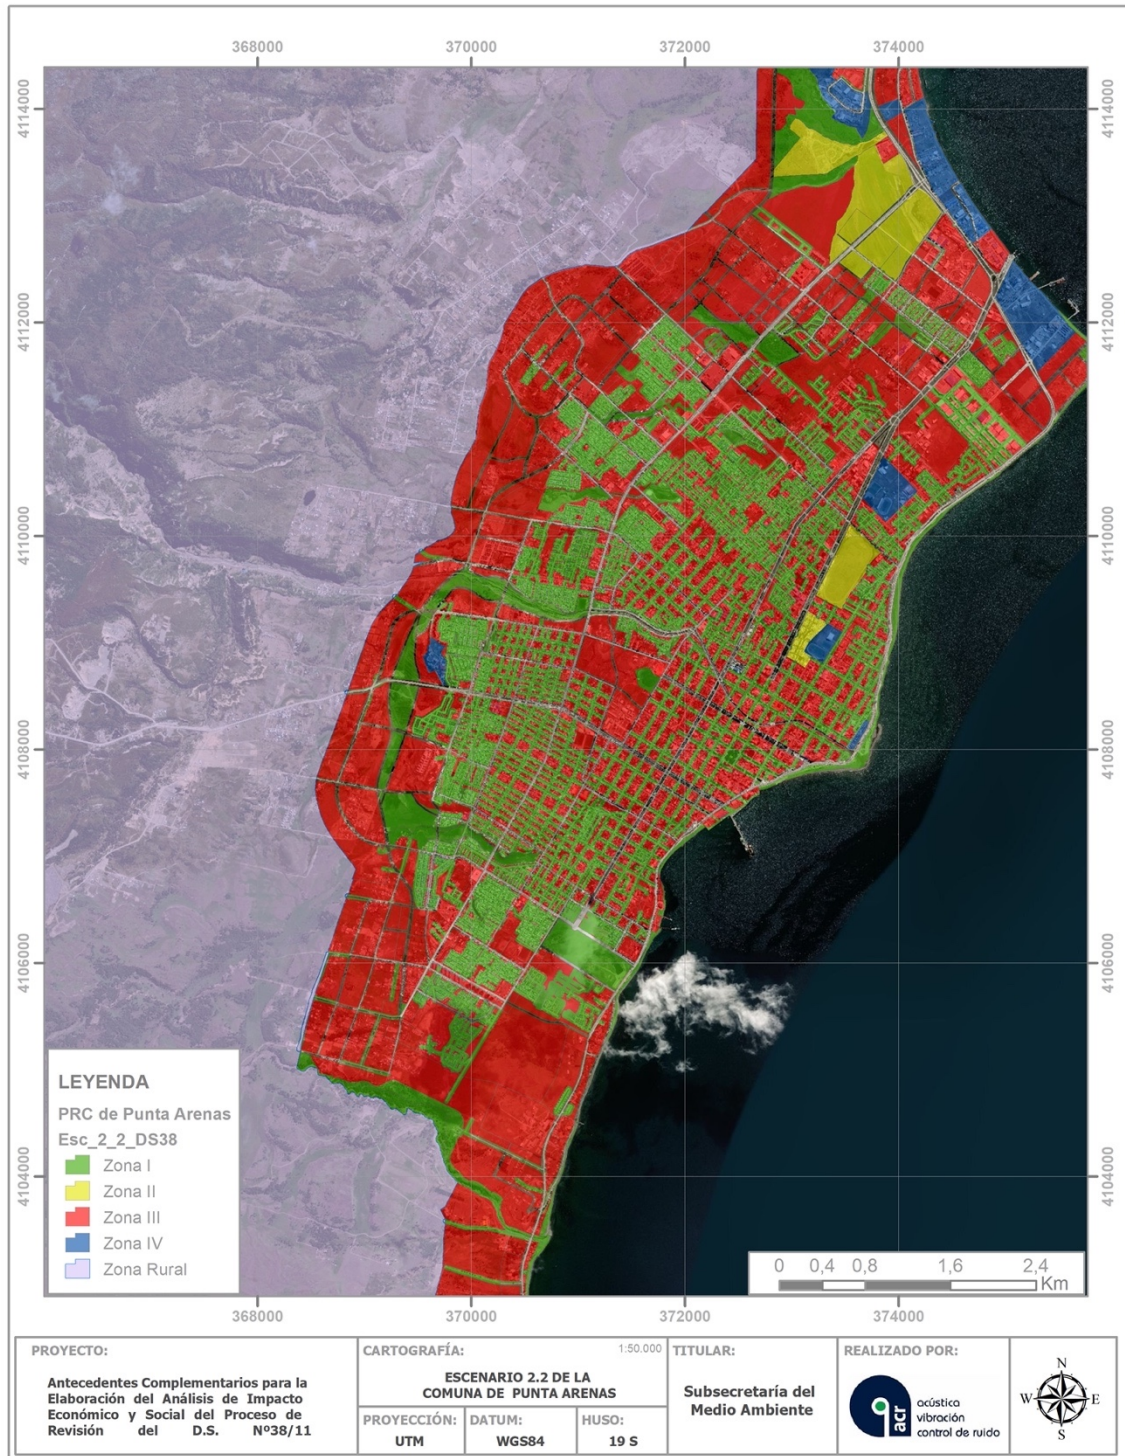 368000
370000
372000
374000
4114000
4114000
4112000
4112000
4110000
4110000
4108000
4108000
4106000
4106000
4104000
4104000
LEYENDA
PRC de Punta Arenas
Esc_2_2_DS38
Zona I
Zona II
Zona III
Zona IV
Zona Rural
0 0,4 0,8 1,6 2,4
Km
368000
370000
372000
374000
PROYECTO:
Antecedentes Complementarios para la
Elaboración del Análisis de Impacto
Económico y Social del Proceso de
Revisión del D.S. Nº38/11
CARTOGRAFÍA:
1:50.000
ESCENARIO 2.2 DE LA
COMUNA DE PUNTA ARENAS
PROYECCIÓN:
UTM
DATUM:
WGS84
HUSO:
19 S
TITULAR:
Subsecretaría del
Medio Ambiente
REALIZADO POR:
acr
acústica
vibración
control de ruido
N
W
E
S